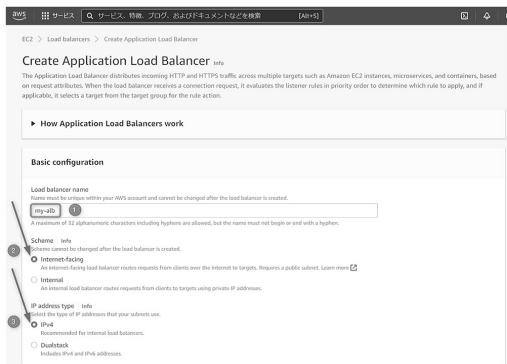 aws
サービス
サービス、特徴、ブログ、およびドキュメントなどを検索 [Alt+S]
EC2 > Load balancers > Create Application Load Balancer
Create Application Load Balancer Info
The Application Load Balancer distributes incoming HTTP and HTTPS traffic across multiple targets such as Amazon EC2 instances, microservices, and containers, based
on request attributes. When the load balancer receives a connection request, it evaluates the listener rules in priority order to determine which rule to apply, and if
applicable, it selects a target from the target group for the rule action.
▶ How Application Load Balancers work
Basic configuration
Load balancer name
Name must be unique within your AWS account and cannot be changed after the load balancer is created.
my-alb 1
A maximum of 32 alphanumeric characters including hyphens are allowed, but the name must not begin or end with a hyphen.
Scheme Info
Scheme cannot be changed after the load balancer is created.
2
Internet-facing
An internet-facing load balancer routes requests from clients over the internet to targets. Requires a public subnet. Learn more
Internal
An internal load balancer routes requests from clients to targets using private IP addresses.
IP address type Info
Select the type of IP addresses that your subnets use.
3
IPv4
Recommended for internal load balancers.
Dualstack
Includes IPv4 and IPv6 addresses.